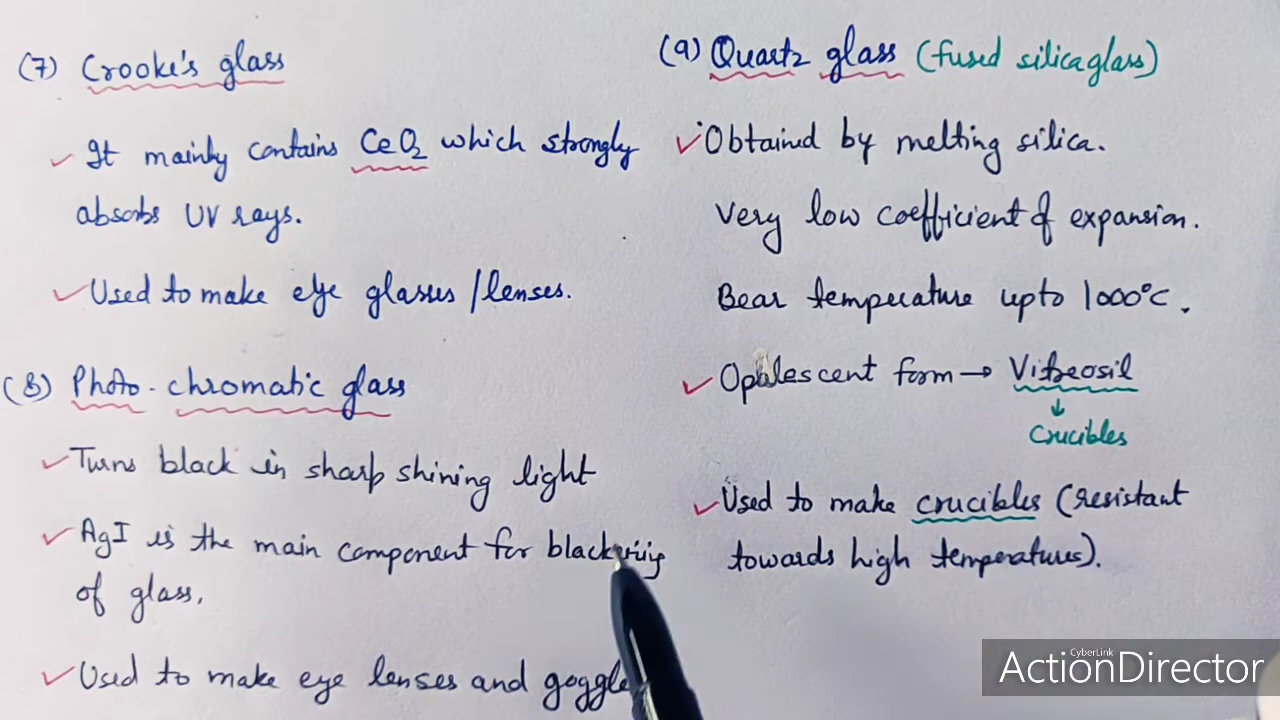 (7) Crooke's glass
It mainly contains CeO₂ which strongly
absorbs UV rays.
Used to make eye glasses/lenses.
(8) Photo-chromatic glass
Turns black in sharp shining light
AgI is the main component for
of glass.
Used to make eye lenses and
(9) Quartz glass (fused silica glass)
Obtained by melting silica.
Very low coefficient of expansion.
Bear temperature upto 1000°C.
Opalescent form → Vitreosil
↓
Crucibles
Used to make crucibles (resistant
towards high temperatures).
CyberLink
ActionDirector